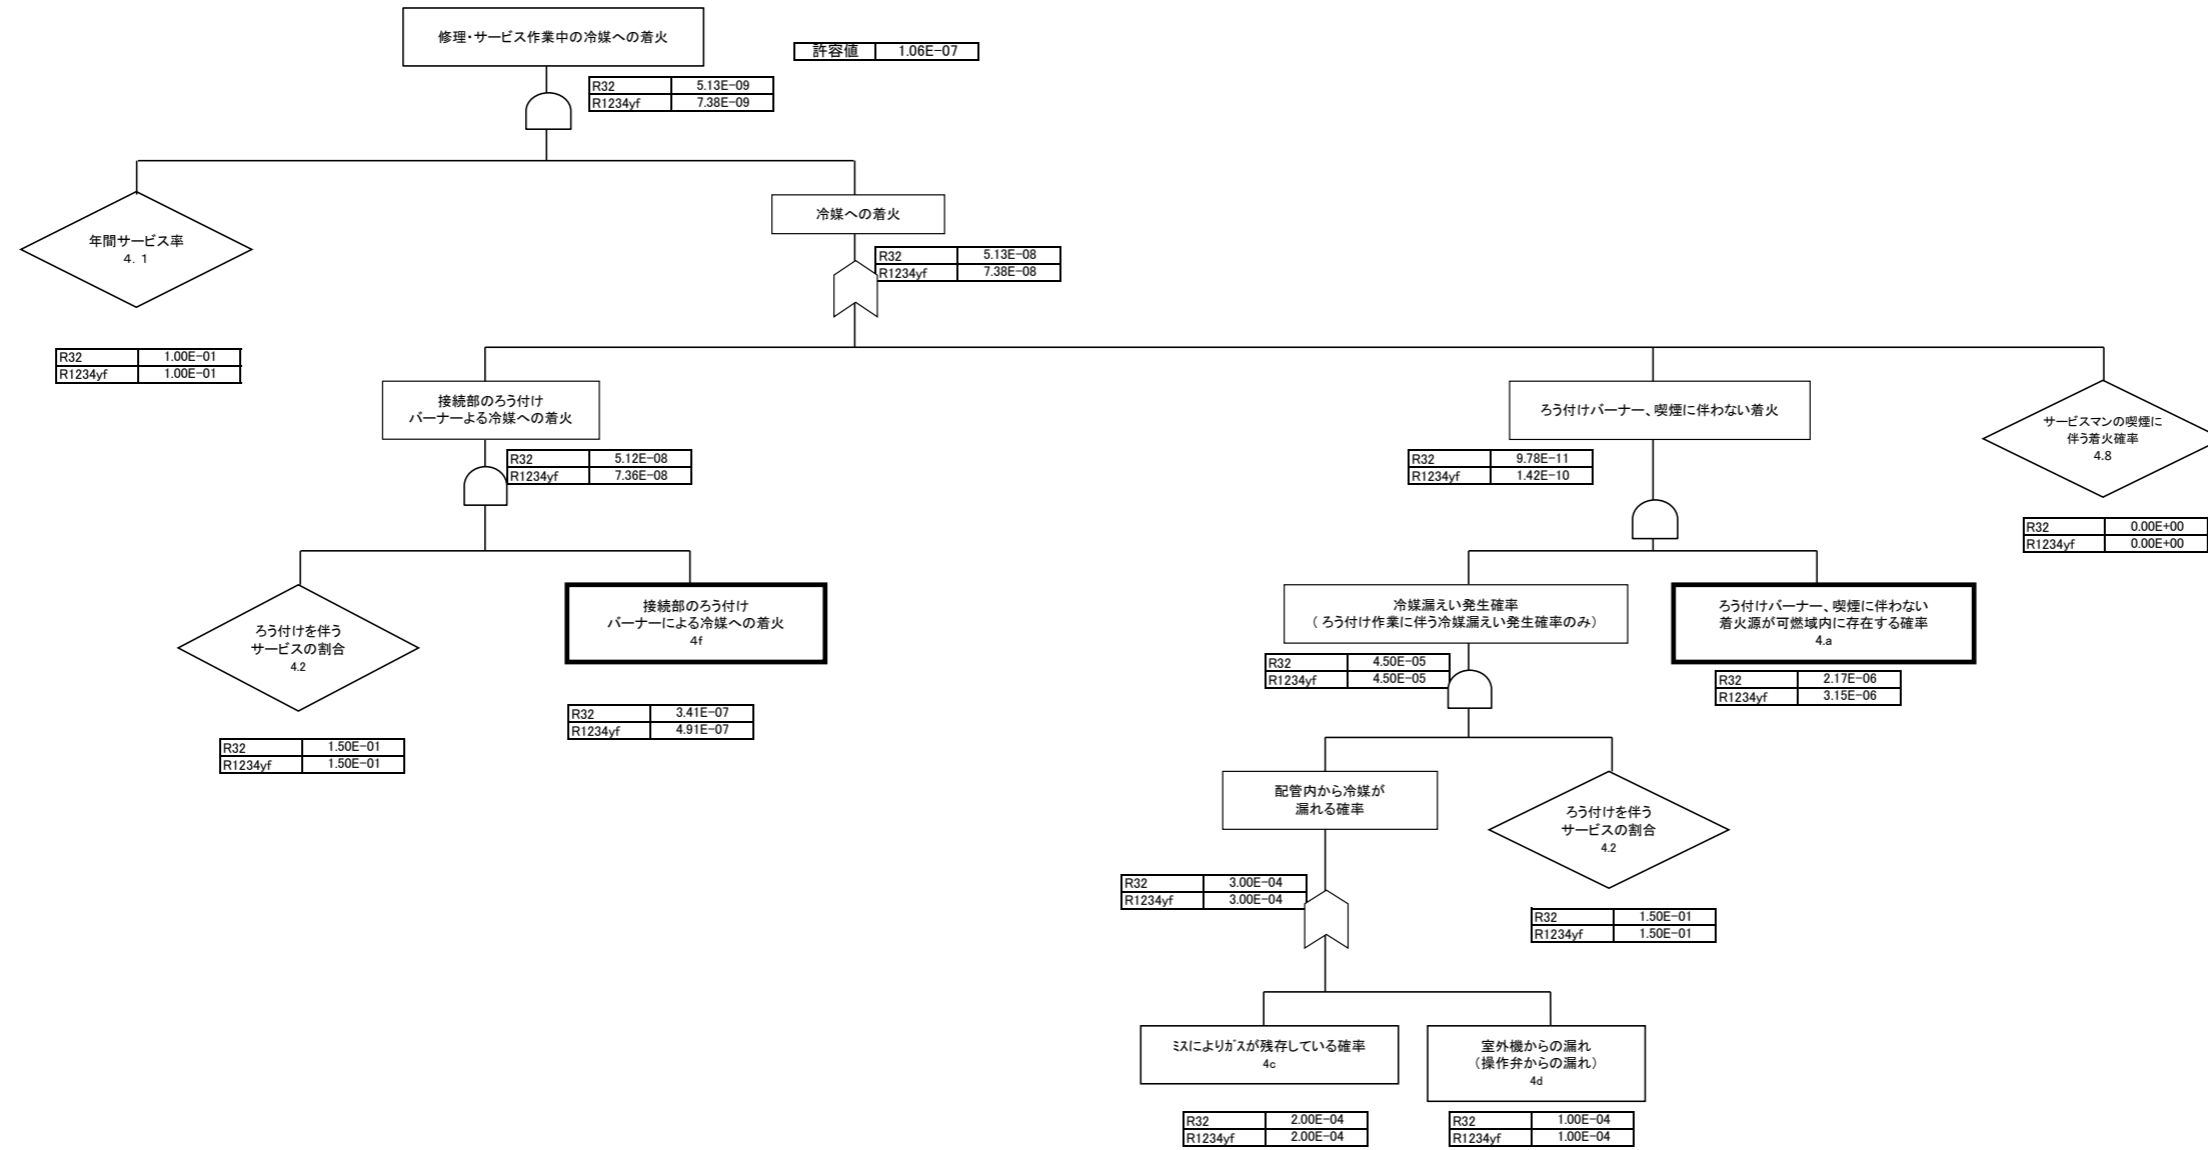 修理・サービス作業中の冷媒への着火
許容値 1.06E-07
R32 5.13E-09
R1234yf 7.38E-09
年間サービス率
4. 1
R32 1.00E-01
R1234yf 1.00E-01
冷媒への着火
R32 5.13E-08
R1234yf 7.38E-08
接続部のろう付け
バーナーよる冷媒への着火
R32 5.12E-08
R1234yf 7.36E-08
ろう付けバーナー、喫煙に伴わない着火
R32 9.78E-11
R1234yf 1.42E-10
サービスマンの喫煙に
伴う着火確率
4.8
R32 0.00E+00
R1234yf 0.00E+00
ろう付けを伴う
サービスの割合
4.2
R32 1.50E-01
R1234yf 1.50E-01
接続部のろう付け
バーナーによる冷媒への着火
4f
R32 3.41E-07
R1234yf 4.91E-07
冷媒漏えい発生確率
(ろう付け作業に伴う冷媒漏えい発生確率のみ)
R32 4.50E-05
R1234yf 4.50E-05
ろう付けバーナー、喫煙に伴わない
着火源が可燃域内に存在する確率
4.a
R32 2.17E-06
R1234yf 3.15E-06
配管内から冷媒が
漏れる確率
R32 3.00E-04
R1234yf 3.00E-04
ろう付けを伴う
サービスの割合
4.2
R32 1.50E-01
R1234yf 1.50E-01
ﾐｽによりｶﾞｽが残存している確率
4c
R32 2.00E-04
R1234yf 2.00E-04
室外機からの漏れ
(操作弁からの漏れ)
4d
R32 1.00E-04
R1234yf 1.00E-04